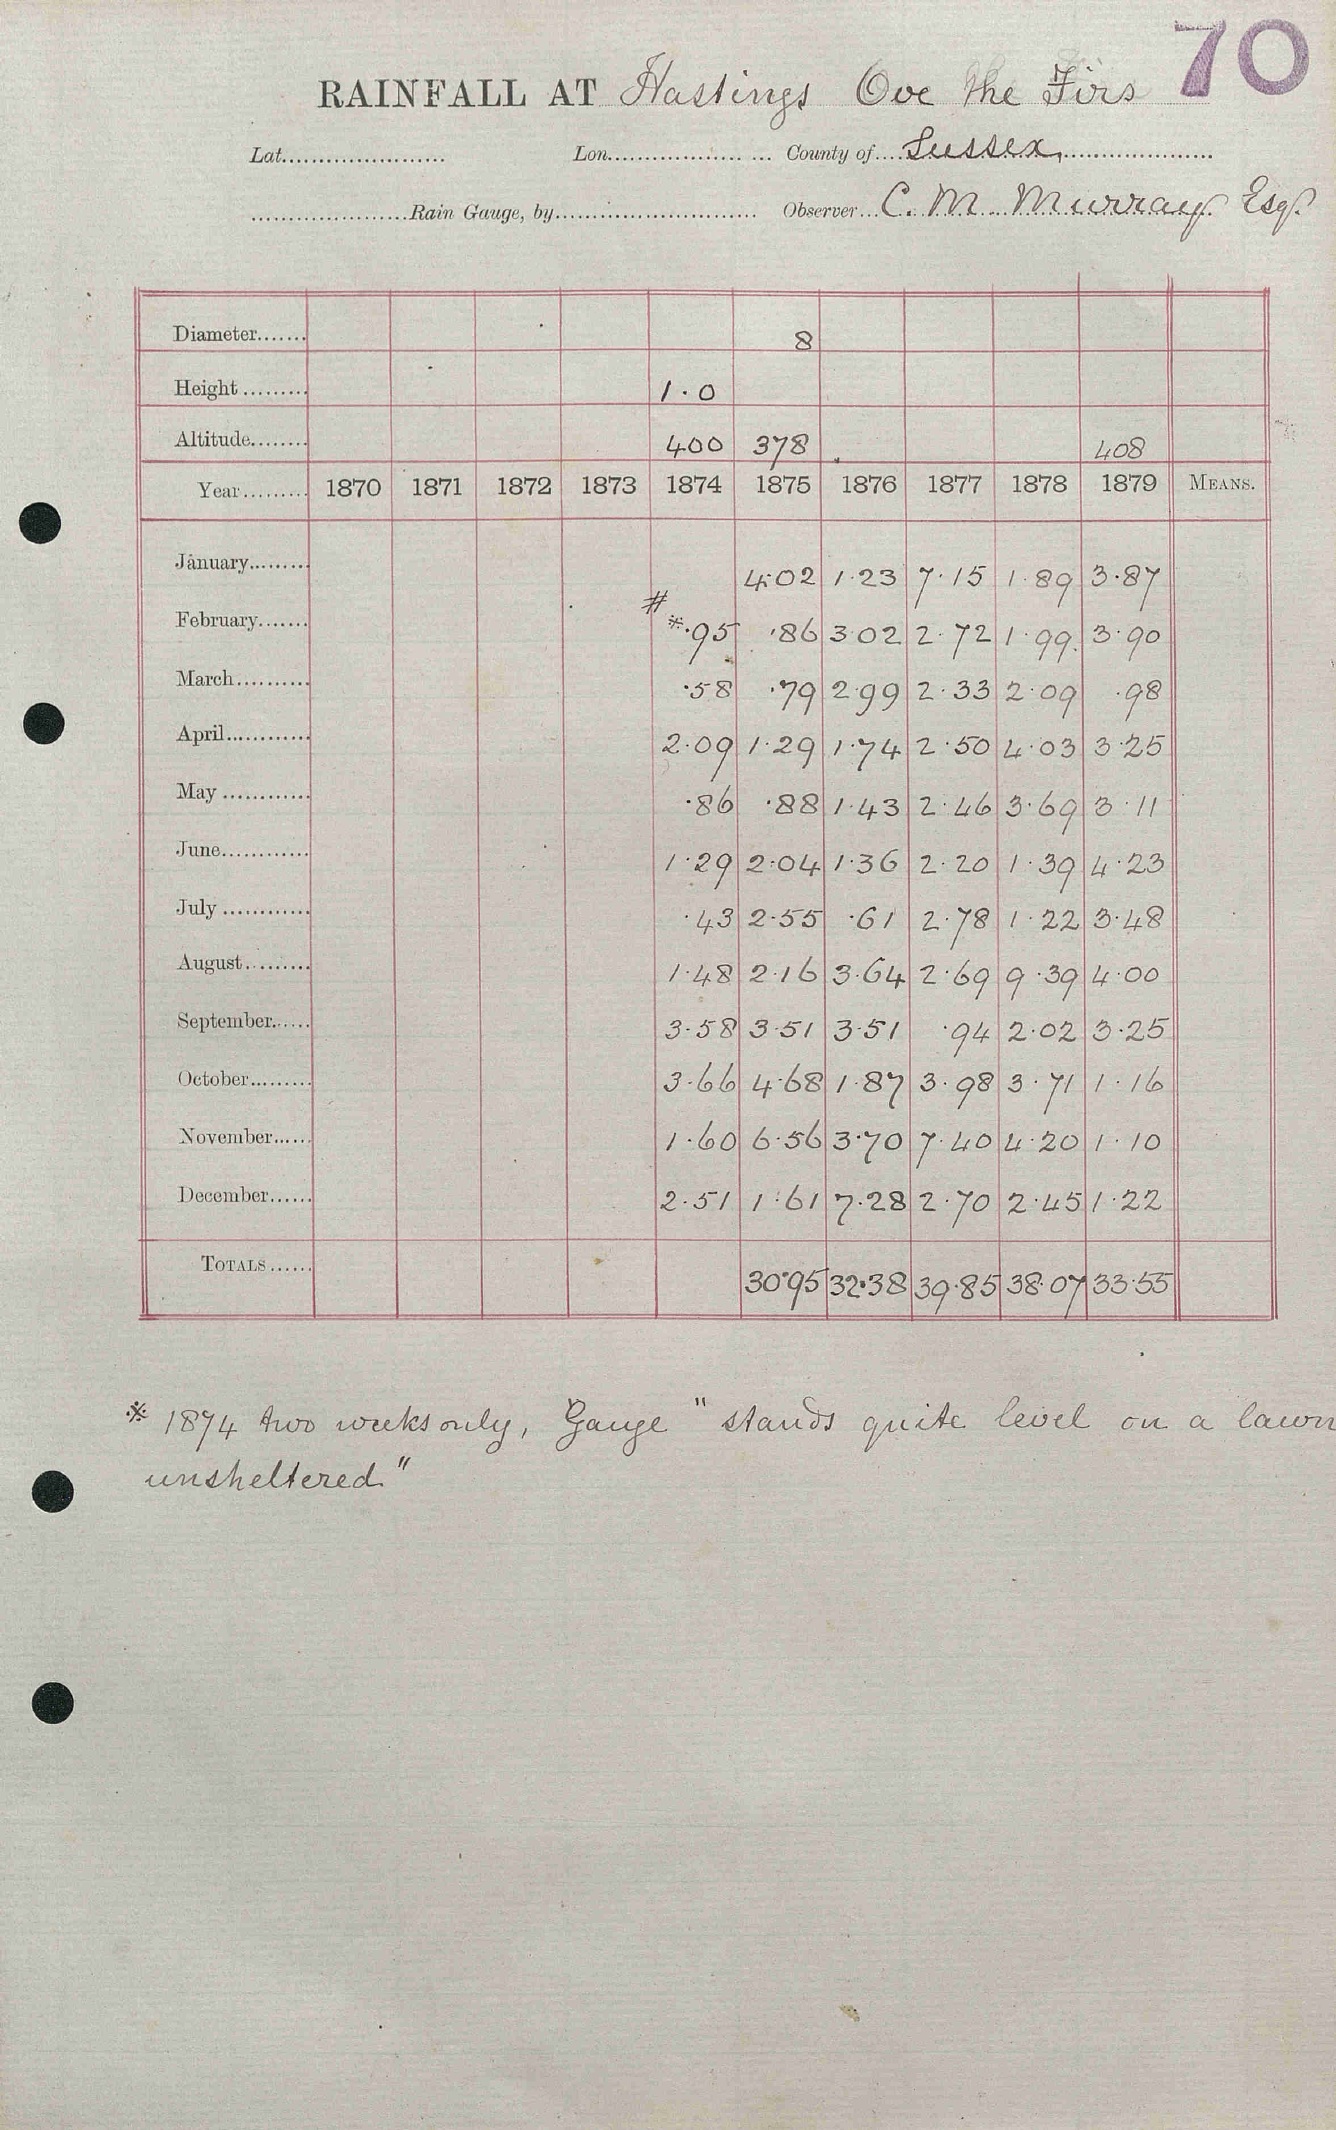 70
RAINFALL AT Hastings Ore the Firs
Lat...................... Lon..................... County of....Sussex......................
......................Rain Gauge, by............................ Observer...C. M. Murray Esq.
Diameter....... 8
Height ......... 1.0
Altitude........ 400 378 408
Year......... 1870 1871 1872 1873 1874 1875 1876 1877 1878 1879 MEANS.
January......... 4.02 1.23 7.15 1.89 3.87
#
February....... *.95 .86 3.02 2.72 1.99 3.90
March.......... .58 .79 2.99 2.33 2.09 .98
April............ 2.09 1.29 1.74 2.50 4.03 3.25
May ............ .86 .88 1.43 2.46 3.69 3.11
June............ 1.29 2.04 1.36 2.20 1.39 4.23
July ............ .43 2.55 .61 2.78 1.22 3.48
August......... 1.48 2.16 3.64 2.69 9.39 4.00
September...... 3.58 3.51 3.51 .94 2.02 3.25
October......... 3.66 4.68 1.87 3.98 3.71 1.16
November...... 1.60 6.56 3.70 7.40 4.20 1.10
December...... 2.51 1.61 7.28 2.70 2.45 1.22
TOTALS...... 30.95 32.38 39.85 38.07 33.55
* 1874 two weeks only, Gauge "stands quite level on a lawn
unsheltered"